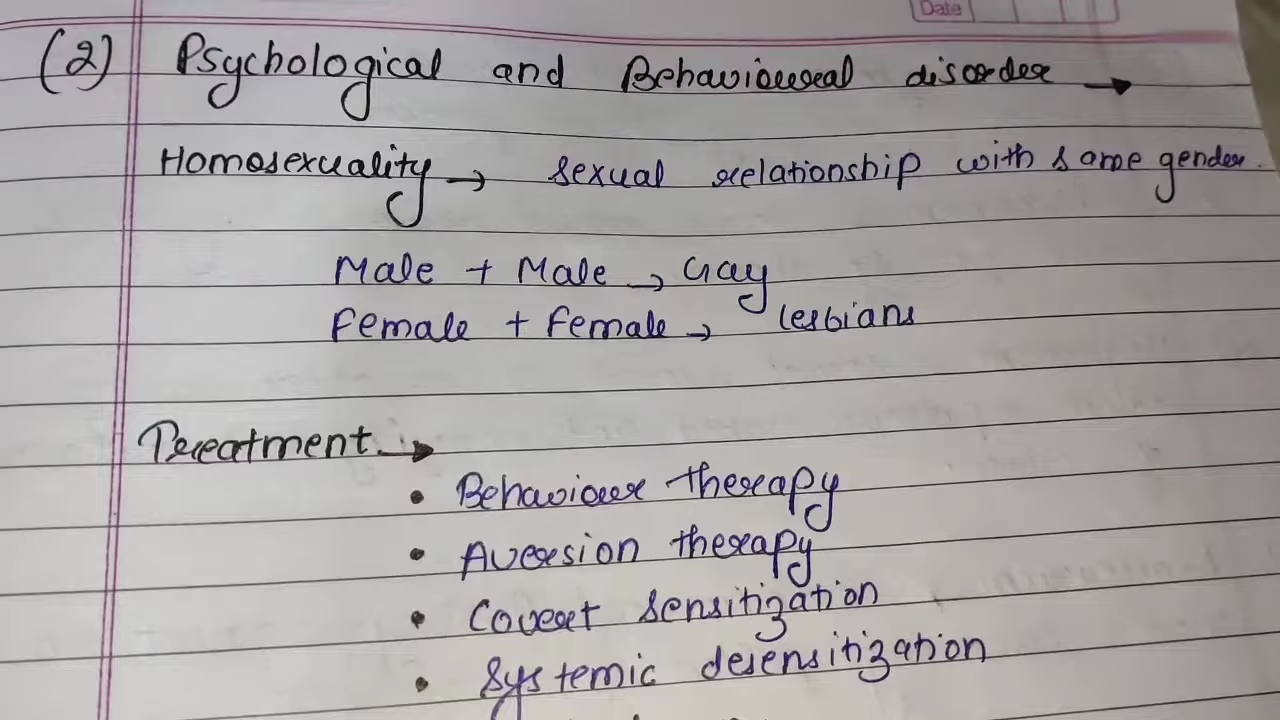 Date
(2) Psychological and Behavioural disorder →
Homosexuality → sexual relationship with same gender.
Male + Male → Gay
Female + Female → lesbians
Treatment →
• Behaviour therapy
• Aversion therapy
• Covert sensitization
• Systemic desensitization